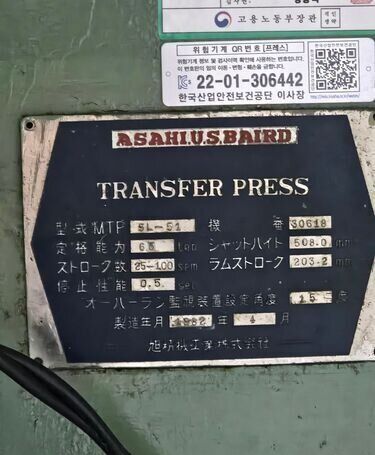 고용노동부장관
위험기계 QR번호 [프레스]
KCs 22-01-306442
한국산업안전보건공단 이사장
ASAHI U.S.BAIRD
TRANSFER PRESS
型式 MTP 5L-51 機番 30618
定格能力 65 ton シャットハイト 508.0 mm
ストローク数 25-100 spm ラムストローク 203.2 mm
停止性能 0.5 sec
オーバーラン監視装置設定角度 15 度
製造年月 1982 年 4 月
旭精機工業株式会社